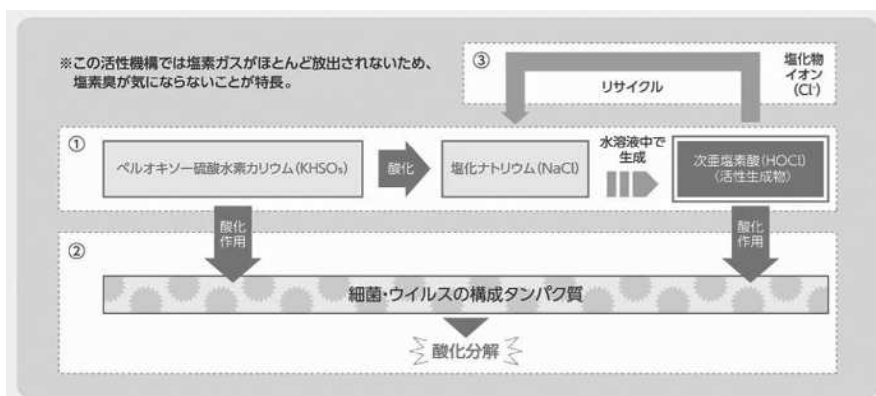 ※この活性機構では塩素ガスがほとんど放出されないため、
塩素臭が気にならないことが特長。
③
リサイクル
塩化物
イオン
(Cl⁻)
①
ペルオキソ一硫酸水素カリウム(KHSO₅)
酸化
塩化ナトリウム(NaCl)
水溶液中で
生成
次亜塩素酸(HOCl)
(活性生成物)
酸化
作用
酸化
作用
②
細菌・ウイルスの構成タンパク質
酸化分解